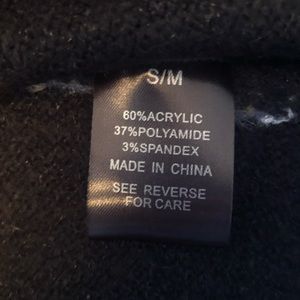 S/M
60%ACRYLIC
37%POLYAMIDE
3%SPANDEX
MADE IN CHINA
SEE REVERSE
FOR CARE